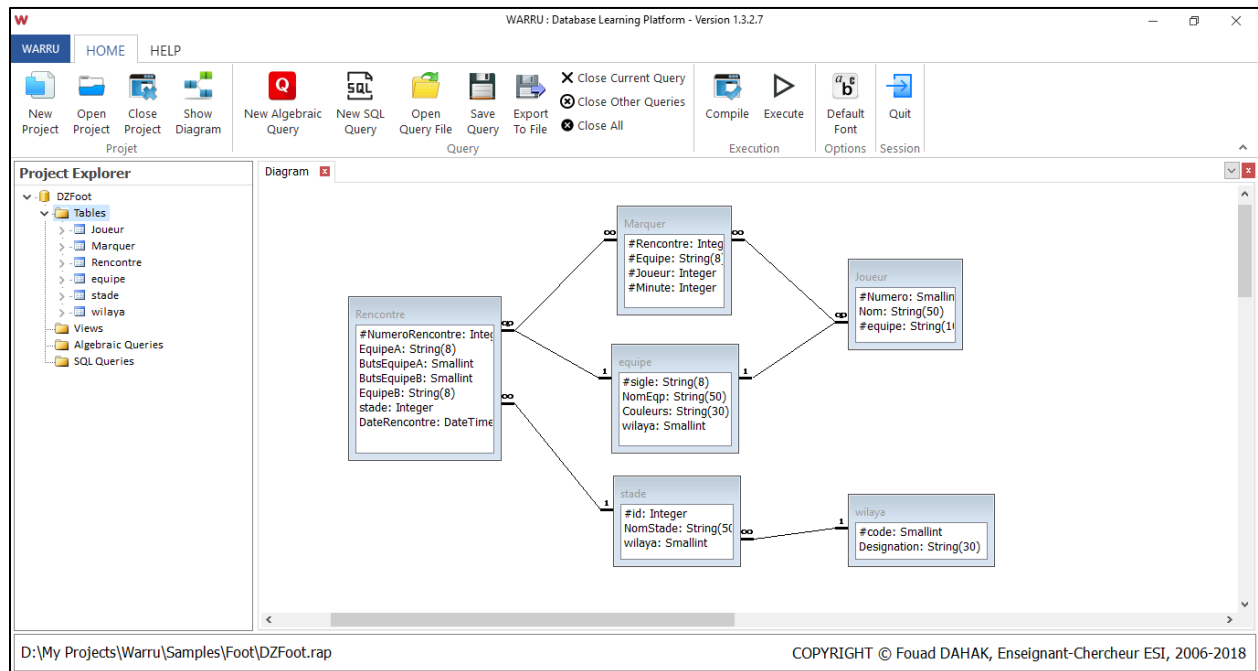 WARRU : Database Learning Platform - Version 1.3.2.7
WARRU HOME HELP
New Project
Open Project
Close Project
Show Diagram
Projet
New Algebraic Query
New SQL Query
Open Query File
Save Query
Export To File
Close Current Query
Close Other Queries
Close All
Query
Compile
Execute
Execution
Default Font
Options
Quit
Session
Project Explorer
DZFoot
Tables
Joueur
Marquer
Rencontre
equipe
stade
wilaya
Views
Algebraic Queries
SQL Queries
Diagram
Marquer
#Rencontre: Integ
#Equipe: String(8)
#Joueur: Integer
#Minute: Integer
Joueur
#Numero: Smallin
Nom: String(50)
#equipe: String(1
Rencontre
#NumeroRencontre: Integ
EquipeA: String(8)
ButsEquipeA: Smallint
ButsEquipeB: Smallint
EquipeB: String(8)
stade: Integer
DateRencontre: DateTime
equipe
#sigle: String(8)
NomEqp: String(50)
Couleurs: String(30)
wilaya: Smallint
stade
#id: Integer
NomStade: String(50
wilaya: Smallint
wilaya
#code: Smallint
Designation: String(30)
∞ ∞ ∞ ∞ ∞ ∞
1 1 1 1
D:\My Projects\Warru\Samples\Foot\DZFoot.rap
COPYRIGHT © Fouad DAHAK, Enseignant-Chercheur ESI, 2006-2018